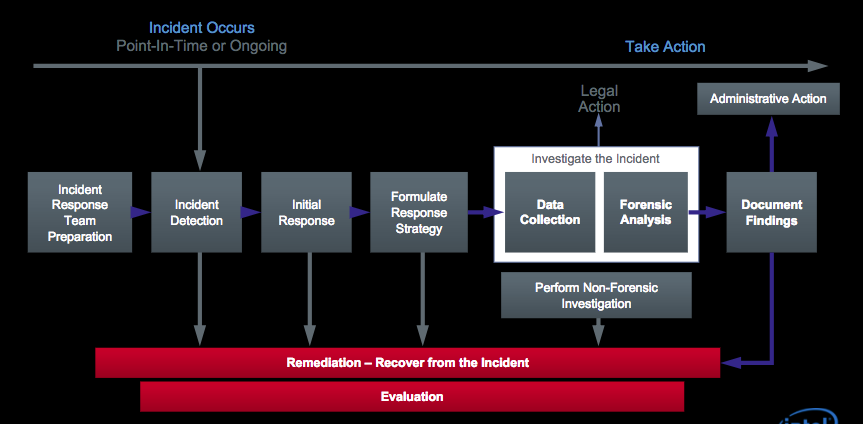 Incident Occurs
Point-In-Time or Ongoing
Take Action
Legal
Action
Administrative Action
Investigate the Incident
Incident
Response
Team
Preparation
Incident
Detection
Initial
Response
Formulate
Response
Strategy
Data
Collection
Forensic
Analysis
Document
Findings
Perform Non-Forensic
Investigation
Remediation – Recover from the Incident
Evaluation